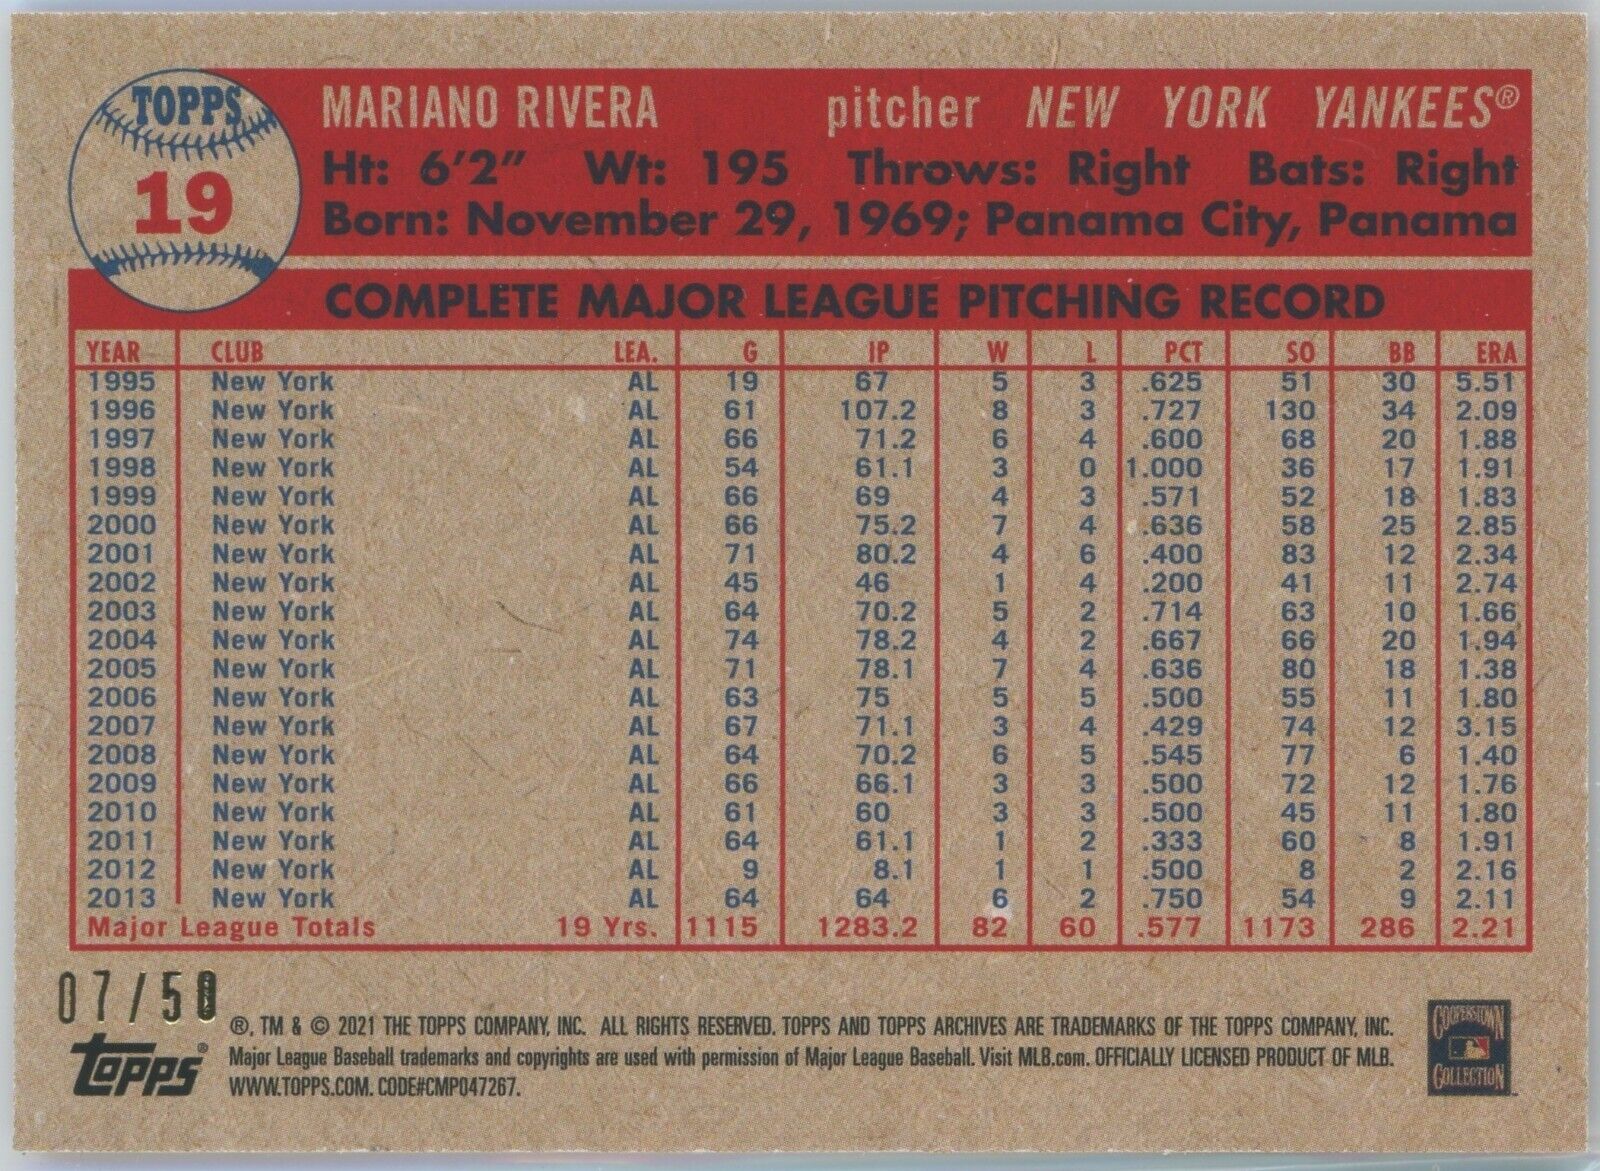 TOPPS
19
MARIANO RIVERA pitcher NEW YORK YANKEES®
Ht: 6'2" Wt: 195 Throws: Right Bats: Right
Born: November 29, 1969; Panama City, Panama
COMPLETE MAJOR LEAGUE PITCHING RECORD
YEAR CLUB LEA. G IP W L PCT SO BB ERA
1995 New York AL 19 67 5 3 .625 51 30 5.51
1996 New York AL 61 107.2 8 3 .727 130 34 2.09
1997 New York AL 66 71.2 6 4 .600 68 20 1.88
1998 New York AL 54 61.1 3 0 1.000 36 17 1.91
1999 New York AL 66 69 4 3 .571 52 18 1.83
2000 New York AL 66 75.2 7 4 .636 58 25 2.85
2001 New York AL 71 80.2 4 6 .400 83 12 2.34
2002 New York AL 45 46 1 4 .200 41 11 2.74
2003 New York AL 64 70.2 5 2 .714 63 10 1.66
2004 New York AL 74 78.2 4 2 .667 66 20 1.94
2005 New York AL 71 78.1 7 4 .636 80 18 1.38
2006 New York AL 63 75 5 5 .500 55 11 1.80
2007 New York AL 67 71.1 3 4 .429 74 12 3.15
2008 New York AL 64 70.2 6 5 .545 77 6 1.40
2009 New York AL 66 66.1 3 3 .500 72 12 1.76
2010 New York AL 61 60 3 3 .500 45 11 1.80
2011 New York AL 64 61.1 1 2 .333 60 8 1.91
2012 New York AL 9 8.1 1 1 .500 8 2 2.16
2013 New York AL 64 64 6 2 .750 54 9 2.11
Major League Totals 19 Yrs. 1115 1283.2 82 60 .577 1173 286 2.21
07/50
Topps®
®, TM & © 2021 THE TOPPS COMPANY, INC. ALL RIGHTS RESERVED. TOPPS AND TOPPS ARCHIVES ARE TRADEMARKS OF THE TOPPS COMPANY, INC.
Major League Baseball trademarks and copyrights are used with permission of Major League Baseball. Visit MLB.com. OFFICIALLY LICENSED PRODUCT OF MLB.
WWW.TOPPS.COM. CODE#CMP047267.
COOPERSTOWN
COLLECTION™